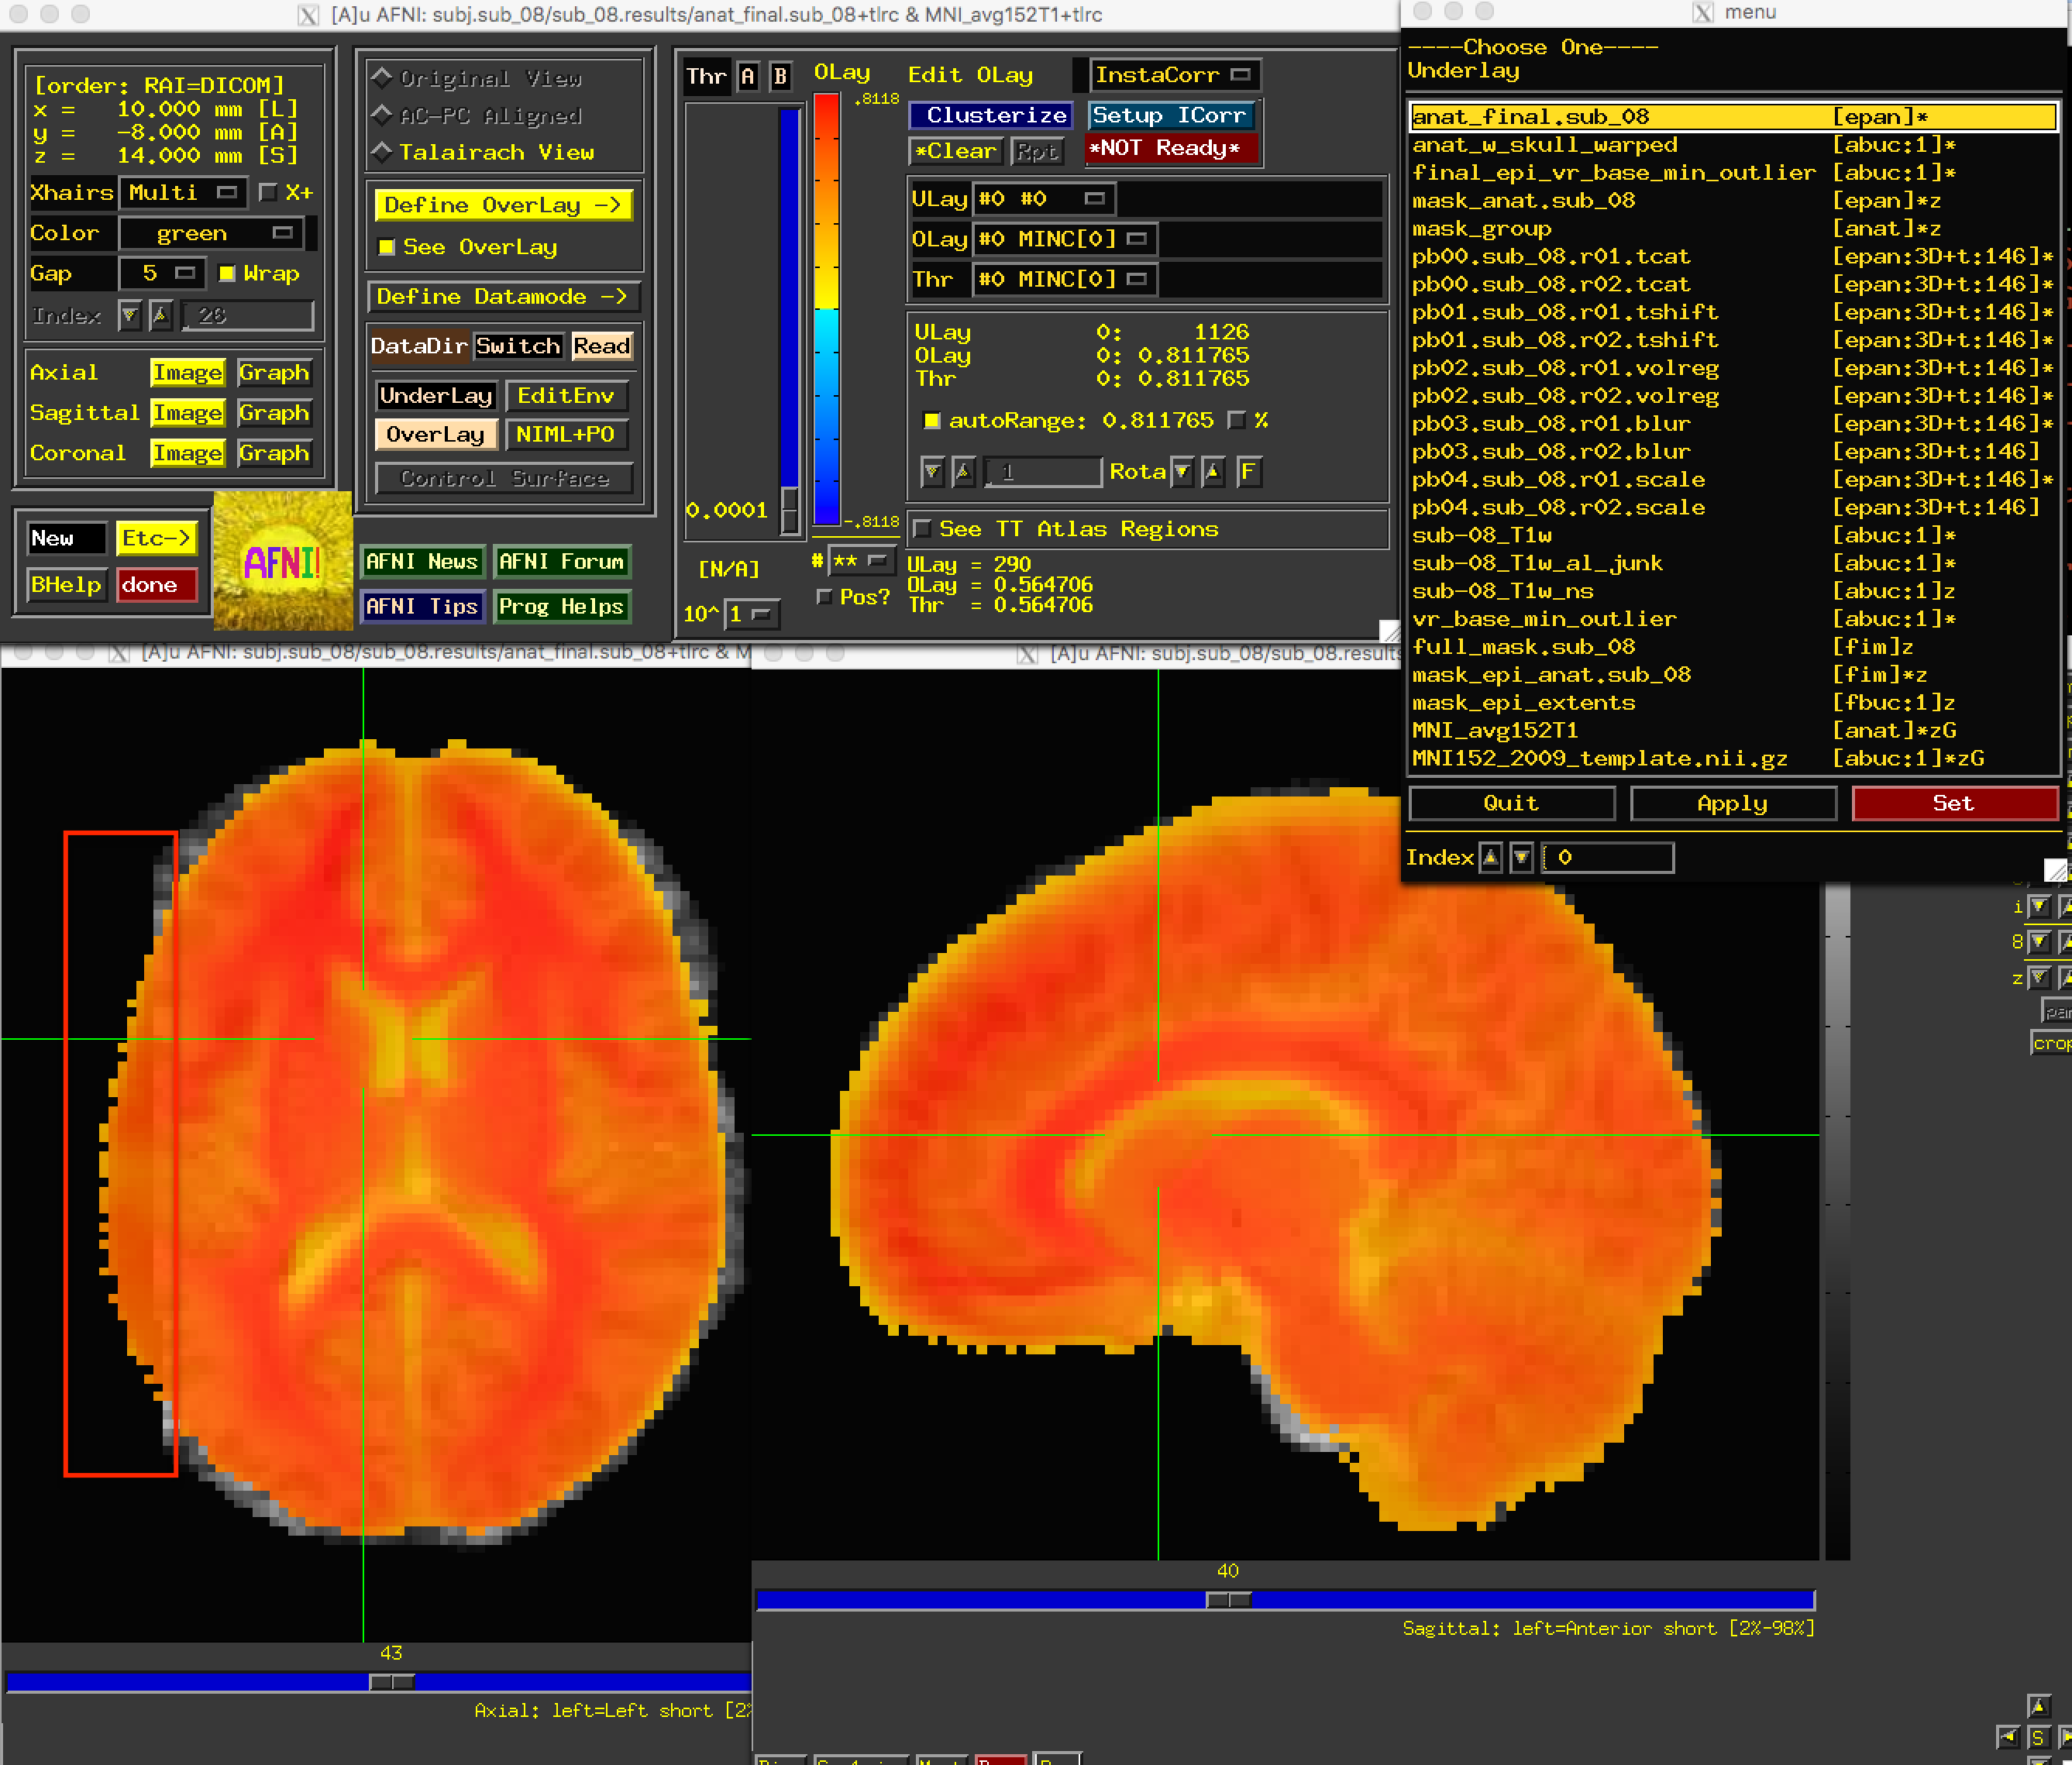 [A]u AFNI: subj.sub_08/sub_08.results/anat_final.sub_08+tlrc & MNI_avg152T1+tlrc
[order: RAI=DICOM]
x = 10.000 mm [L]
y = -8.000 mm [A]
z = 14.000 mm [S]
Xhairs Multi X+
Color green
Gap 5 Wrap
Index 26
Axial Image Graph
Sagittal Image Graph
Coronal Image Graph
New Etc->
BHelp done
AFNI!
Original View
AC-PC Aligned
Talairach View
Define OverLay ->
See OverLay
Define Datamode ->
DataDir Switch Read
UnderLay EditEnv
OverLay NIML+PO
Control Surface
AFNI News AFNI Forum
AFNI Tips Prog Helps
Thr A B
0.0001
[N/A]
10^ 1
OLay
.8118
-.8118
# **
Pos?
Edit OLay InstaCorr
Clusterize Setup ICorr
*Clear Rpt *NOT Ready*
ULay #0 #0
OLay #0 MINC[0]
Thr #0 MINC[0]
ULay 0: 1126
OLay 0: 0.811765
Thr 0: 0.811765
autoRange: 0.811765 %
1 Rota F
See TT Atlas Regions
ULay = 290
OLay = 0.564706
Thr = 0.564706
menu
----Choose One----
Underlay
anat_final.sub_08 [epan]*
anat_w_skull_warped [abuc:1]*
final_epi_vr_base_min_outlier [abuc:1]*
mask_anat.sub_08 [epan]*z
mask_group [anat]*z
pb00.sub_08.r01.tcat [epan:3D+t:146]*
pb00.sub_08.r02.tcat [epan:3D+t:146]*
pb01.sub_08.r01.tshift [epan:3D+t:146]*
pb01.sub_08.r02.tshift [epan:3D+t:146]*
pb02.sub_08.r01.volreg [epan:3D+t:146]*
pb02.sub_08.r02.volreg [epan:3D+t:146]*
pb03.sub_08.r01.blur [epan:3D+t:146]*
pb03.sub_08.r02.blur [epan:3D+t:146]
pb04.sub_08.r01.scale [epan:3D+t:146]*
pb04.sub_08.r02.scale [epan:3D+t:146]
sub-08_T1w [abuc:1]*
sub-08_T1w_al_junk [abuc:1]*
sub-08_T1w_ns [abuc:1]z
vr_base_min_outlier [abuc:1]*
full_mask.sub_08 [fim]z
mask_epi_anat.sub_08 [fim]*z
mask_epi_extents [fbuc:1]z
MNI_avg152T1 [anat]*zG
MNI152_2009_template.nii.gz [abuc:1]*zG
Quit Apply Set
Index 0
[A]u AFNI: subj.sub_08/sub_08.results/anat_final.sub_08+tlrc & M
43
Axial: left=Left short [2
[A]u AFNI: subj.sub_08/sub_08.results
40
Sagittal: left=Anterior short [2%-98%]
i
8
z
crop
S